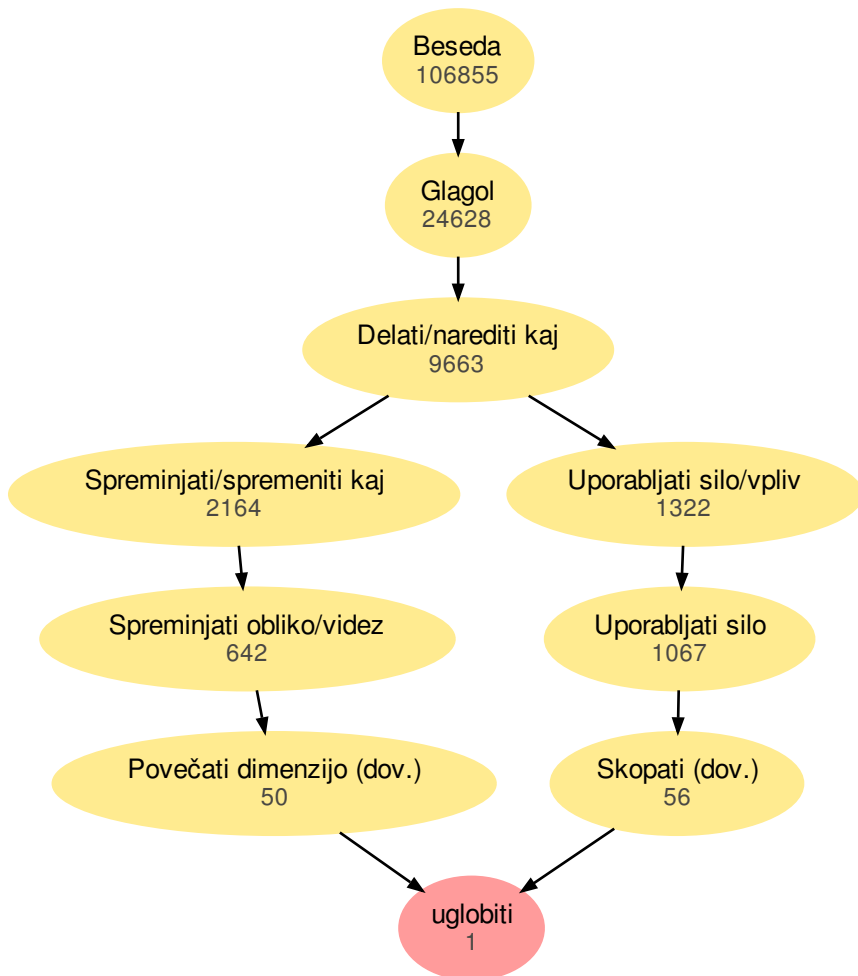 Beseda
106855
Glagol
24628
Delati/narediti kaj
9663
Spreminjati/spremeniti kaj
2164
Uporabljati silo/vpliv
1322
Spreminjati obliko/videz
642
Uporabljati silo
1067
Povečati dimenzijo (dov.)
50
Skopati (dov.)
56
uglobiti
1